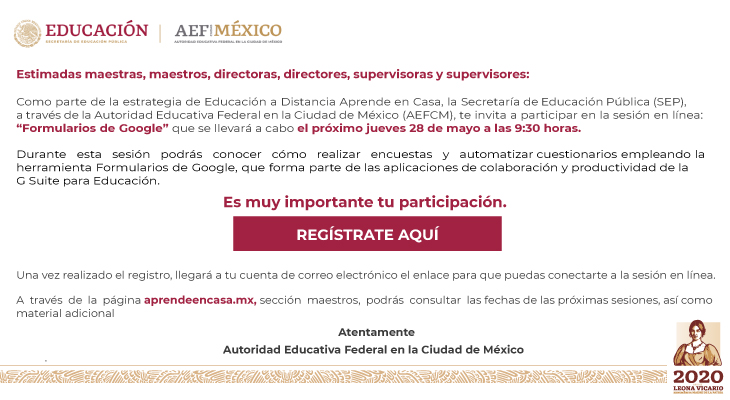 EDUCACIÓN
SECRETARÍA DE EDUCACIÓN PÚBLICA
AEF MÉXICO
AUTORIDAD EDUCATIVA FEDERAL EN LA CIUDAD DE MÉXICO
Estimadas maestras, maestros, directoras, directores, supervisoras y supervisores:
Como parte de la estrategia de Educación a Distancia Aprende en Casa, la Secretaría de Educación Pública (SEP),
a través de la Autoridad Educativa Federal en la Ciudad de México (AEFCM), te invita a participar en la sesión en línea:
“Formularios de Google” que se llevará a cabo el próximo jueves 28 de mayo a las 9:30 horas.
Durante esta sesión podrás conocer cómo realizar encuestas y automatizar cuestionarios empleando la
herramienta Formularios de Google, que forma parte de las aplicaciones de colaboración y productividad de la
G Suite para Educación.
Es muy importante tu participación.
REGÍSTRATE AQUÍ
Una vez realizado el registro, llegará a tu cuenta de correo electrónico el enlace para que puedas conectarte a la sesión en línea.
A través de la página aprendeencasa.mx, sección maestros, podrás consultar las fechas de las próximas sesiones, así como
material adicional
Atentamente
Autoridad Educativa Federal en la Ciudad de México
2020
LEONA VICARIO